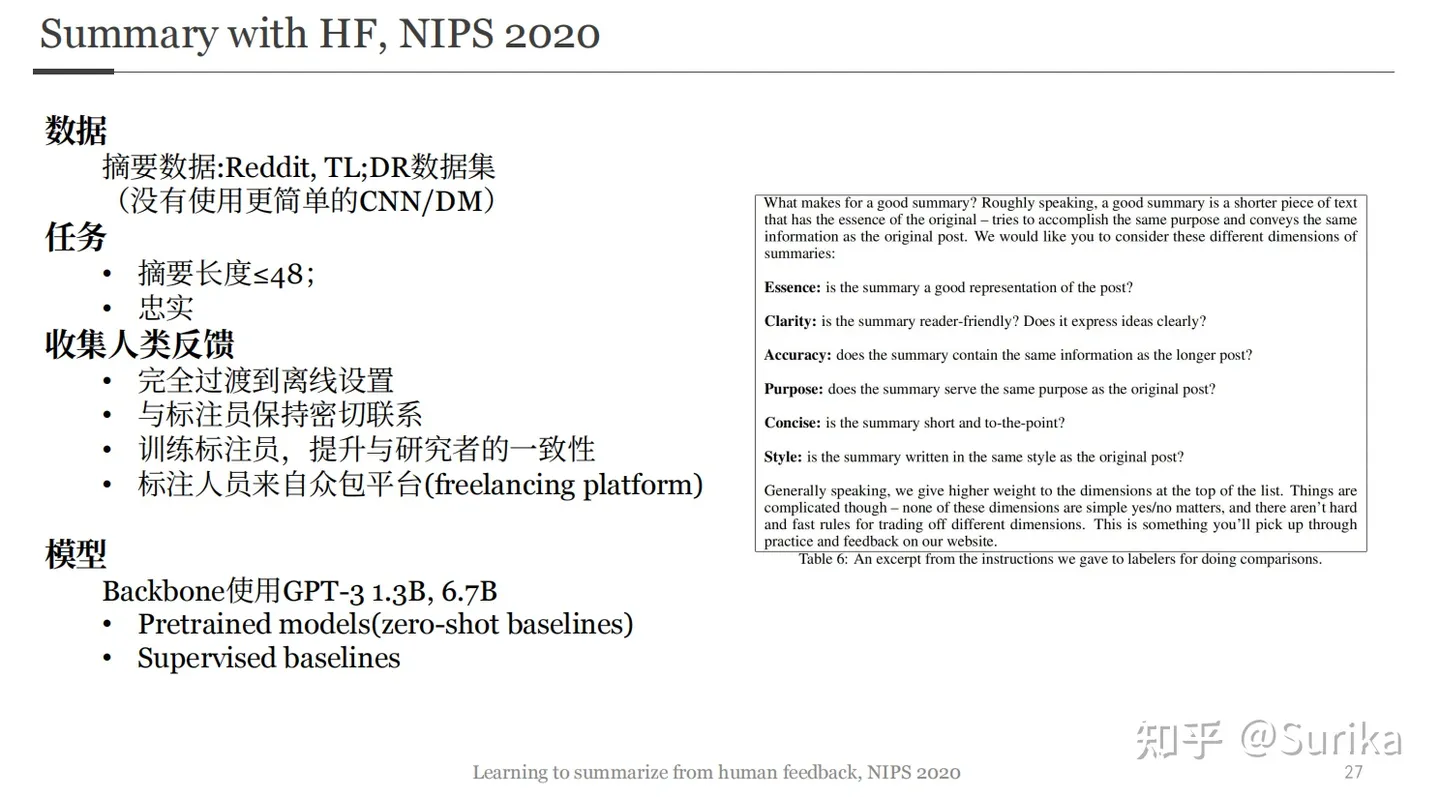 Summary with HF, NIPS 2020
数据
摘要数据:Reddit, TL;DR数据集
（没有使用更简单的CNN/DM）
任务
• 摘要长度≤48；
• 忠实
收集人类反馈
• 完全过渡到离线设置
• 与标注员保持密切联系
• 训练标注员，提升与研究者的一致性
• 标注人员来自众包平台(freelancing platform)
模型
Backbone使用GPT-3 1.3B, 6.7B
• Pretrained models(zero-shot baselines)
• Supervised baselines
What makes for a good summary? Roughly speaking, a good summary is a shorter piece of text
that has the essence of the original – tries to accomplish the same purpose and conveys the same
information as the original post. We would like you to consider these different dimensions of
summaries:
Essence: is the summary a good representation of the post?
Clarity: is the summary reader-friendly? Does it express ideas clearly?
Accuracy: does the summary contain the same information as the longer post?
Purpose: does the summary serve the same purpose as the original post?
Concise: is the summary short and to-the-point?
Style: is the summary written in the same style as the original post?
Generally speaking, we give higher weight to the dimensions at the top of the list. Things are
complicated though – none of these dimensions are simple yes/no matters, and there aren't hard
and fast rules for trading off different dimensions. This is something you'll pick up through
practice and feedback on our website.
Table 6: An excerpt from the instructions we gave to labelers for doing comparisons.
知乎 @Surika
Learning to summarize from human feedback, NIPS 2020
27